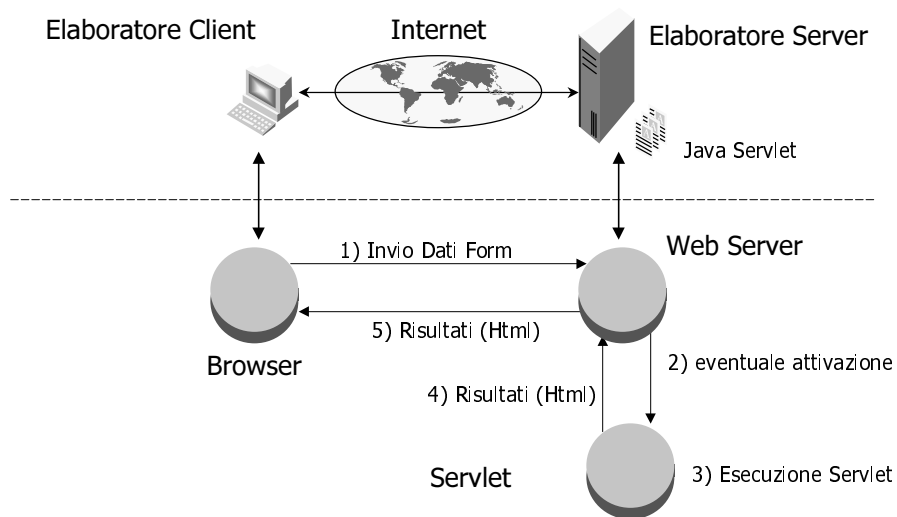 Elaboratore Client
Internet
Elaboratore Server
Java Servlet
Web Server
1) Invio Dati Form
5) Risultati (Html)
Browser
2) eventuale attivazione
4) Risultati (Html)
Servlet
3) Esecuzione Servlet